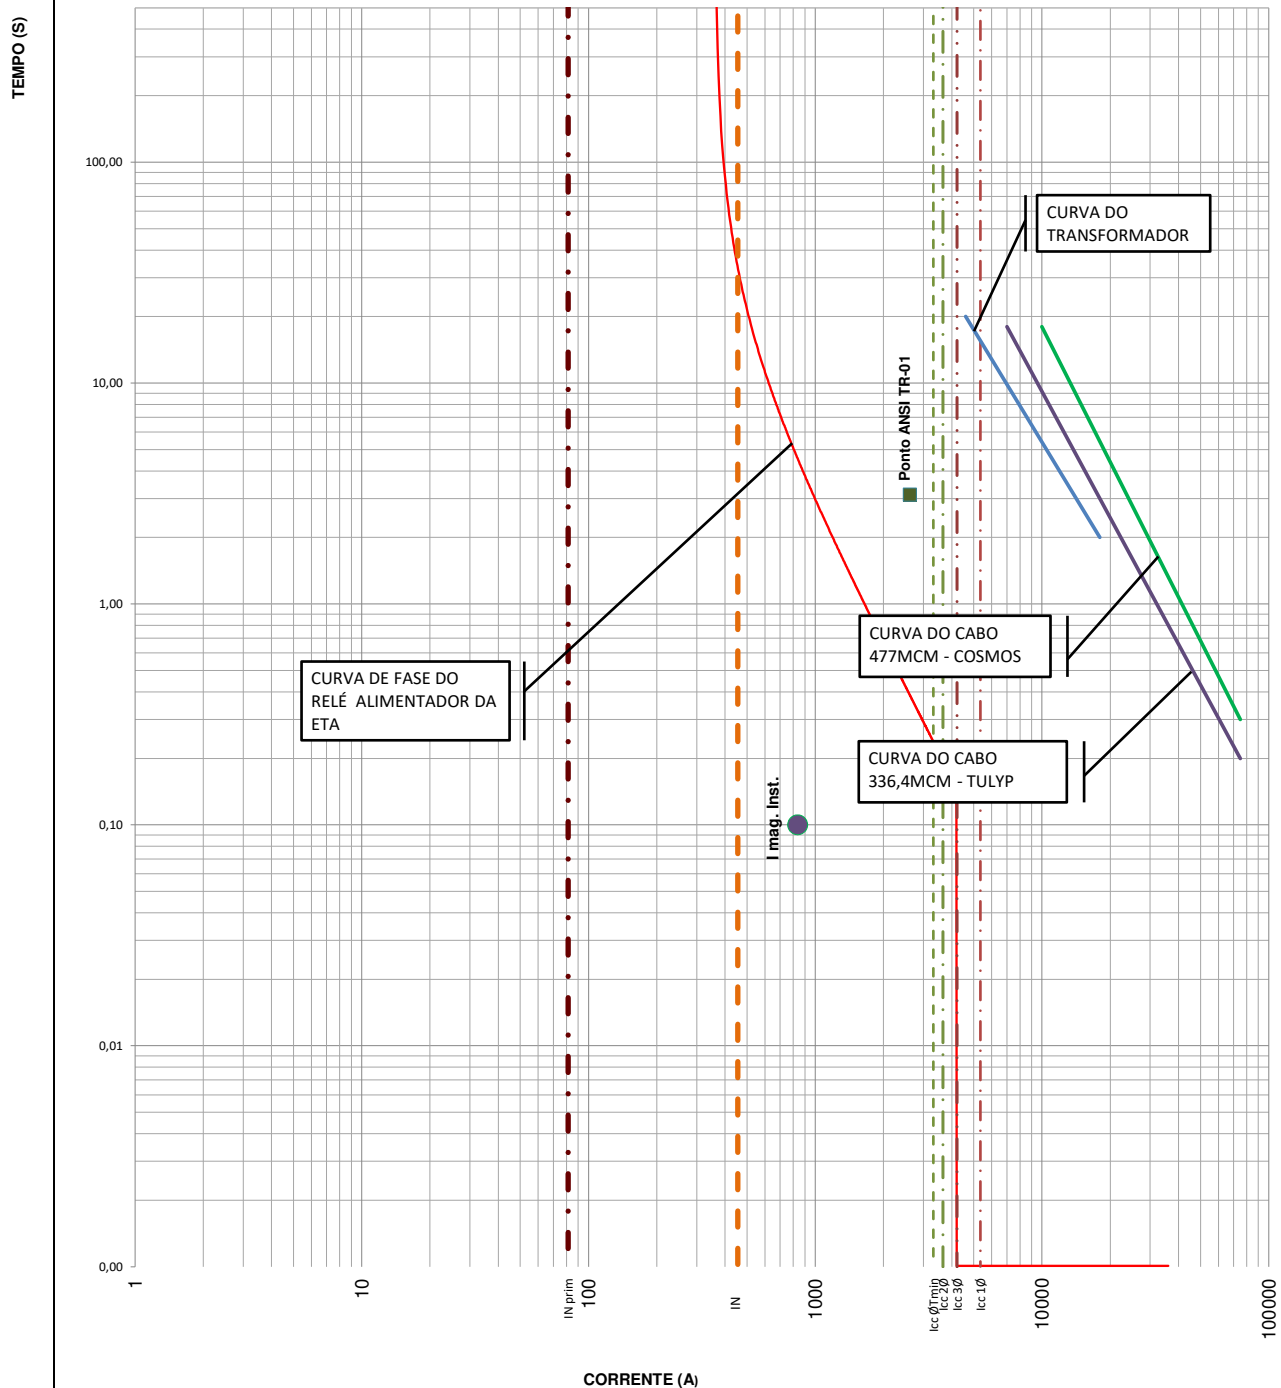 TEMPO (S)
100,00
10,00
1,00
0,10
0,01
0,00
CURVA DO
TRANSFORMADOR
Ponto ANSI TR-01
CURVA DO CABO
477MCM - COSMOS
CURVA DE FASE DO
RELÉ ALIMENTADOR DA
ETA
CURVA DO CABO
336,4MCM - TULYP
I mag. Inst.
1
10
IN prim
100
IN
1000
Icc ØTmin
Icc 2Ø
Icc 3Ø
Icc 1Ø
10000
100000
CORRENTE (A)